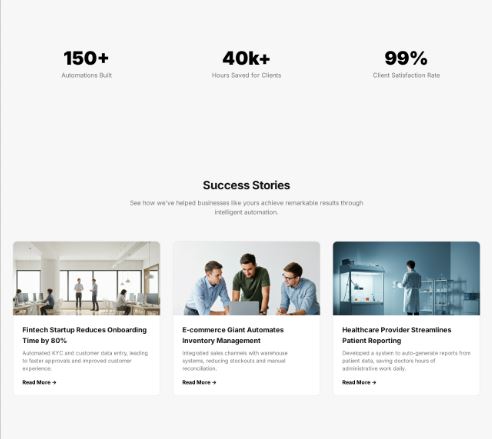 150+
40k+
99%
Automations Built
Hours Saved for Clients
Client Satisfaction Rate
Success Stories
See how we've helped businesses like yours achieve remarkable results through
intelligent automation.
Fintech Startup Reduces Onboarding
Time by 80%
Automated KYC and customer data entry, leading
to faster approvals and improved customer
experience.
Read More →
E-commerce Giant Automates
Inventory Management
Integrated sales channels with warehouse
systems, reducing stockouts and manual
reconciliation.
Read More →
Healthcare Provider Streamlines
Patient Reporting
Developed a system to auto-generate reports from
patient data, saving doctors hours of
administrative work daily.
Read More →